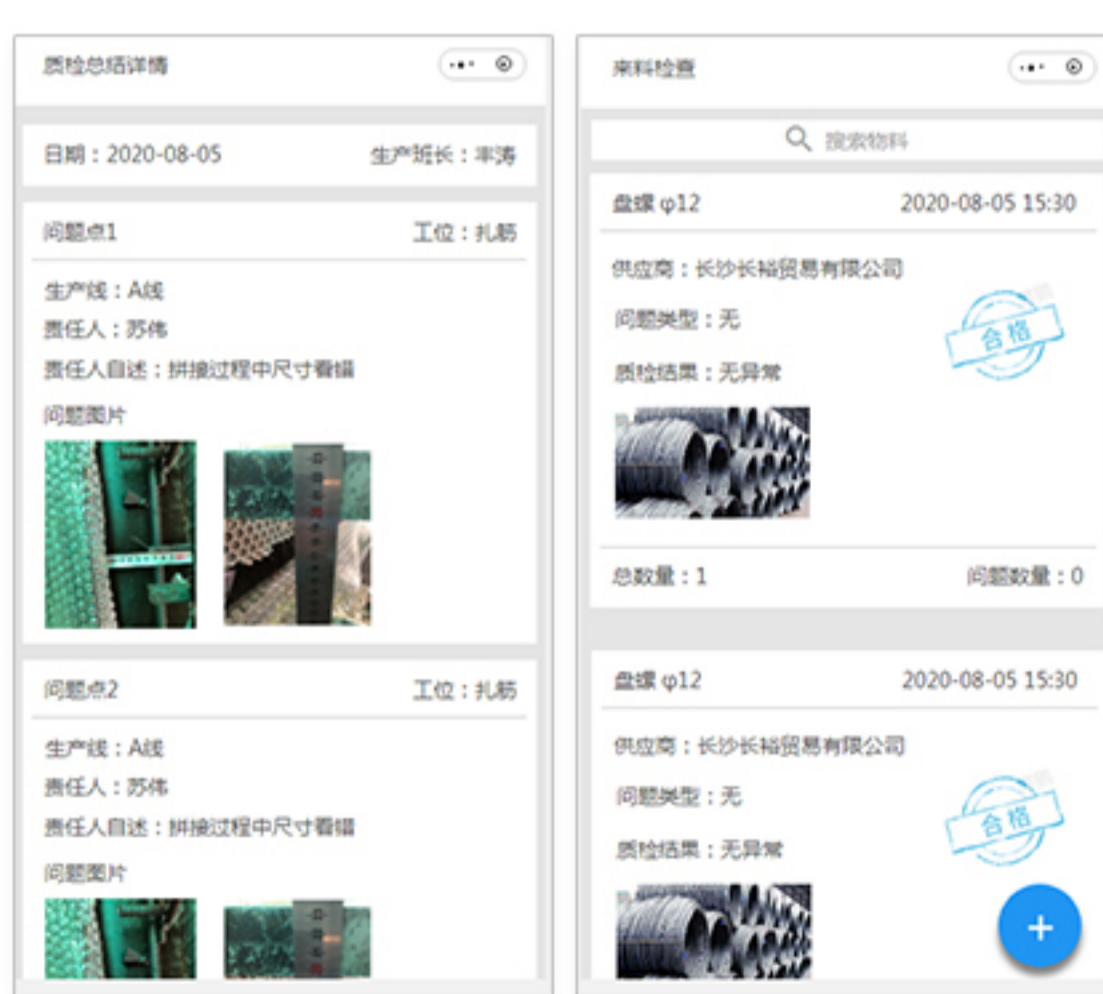 质检总结详情
日期：2020-08-05 生产班长：丰涛
问题点1 工位：扎筋
生产线：A线
责任人：苏伟
责任人自述：拼接过程中尺寸看错
问题图片
问题点2 工位：扎筋
生产线：A线
责任人：苏伟
责任人自述：拼接过程中尺寸看错
问题图片
来料检查
搜索物料
盘螺 φ12 2020-08-05 15:30
供应商：长沙长裕贸易有限公司
问题类型：无
合格
质检结果：无异常
总数量：1 问题数量：0
盘螺 φ12 2020-08-05 15:30
供应商：长沙长裕贸易有限公司
问题类型：无
合格
质检结果：无异常